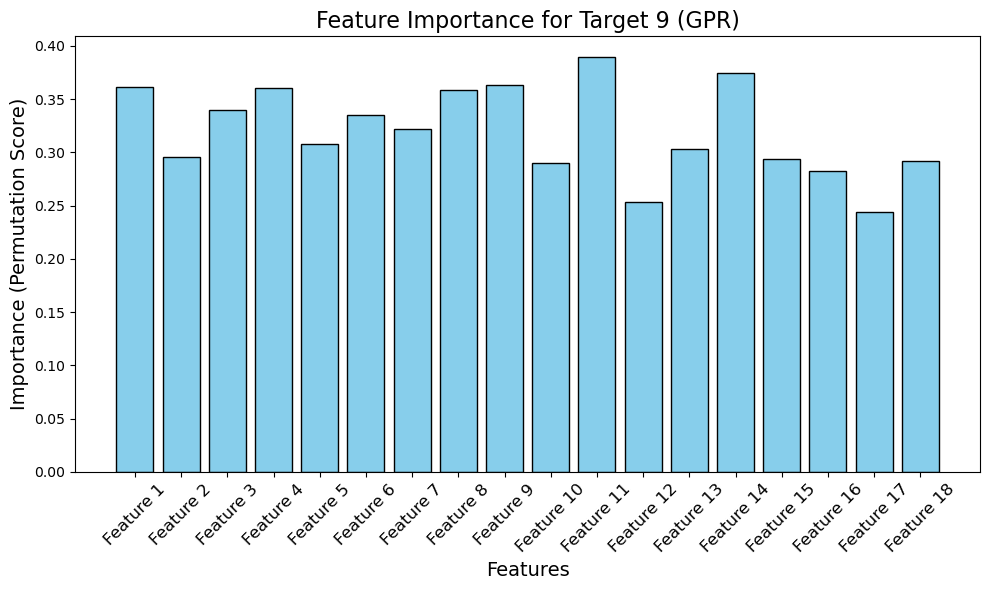 Feature Importance for Target 9 (GPR)
Importance (Permutation Score)
0.40
0.35
0.30
0.25
0.20
0.15
0.10
0.05
0.00
Feature 1
Feature 2
Feature 3
Feature 4
Feature 5
Feature 6
Feature 7
Feature 8
Feature 9
Feature 10
Feature 11
Feature 12
Feature 13
Feature 14
Feature 15
Feature 16
Feature 17
Feature 18
Features